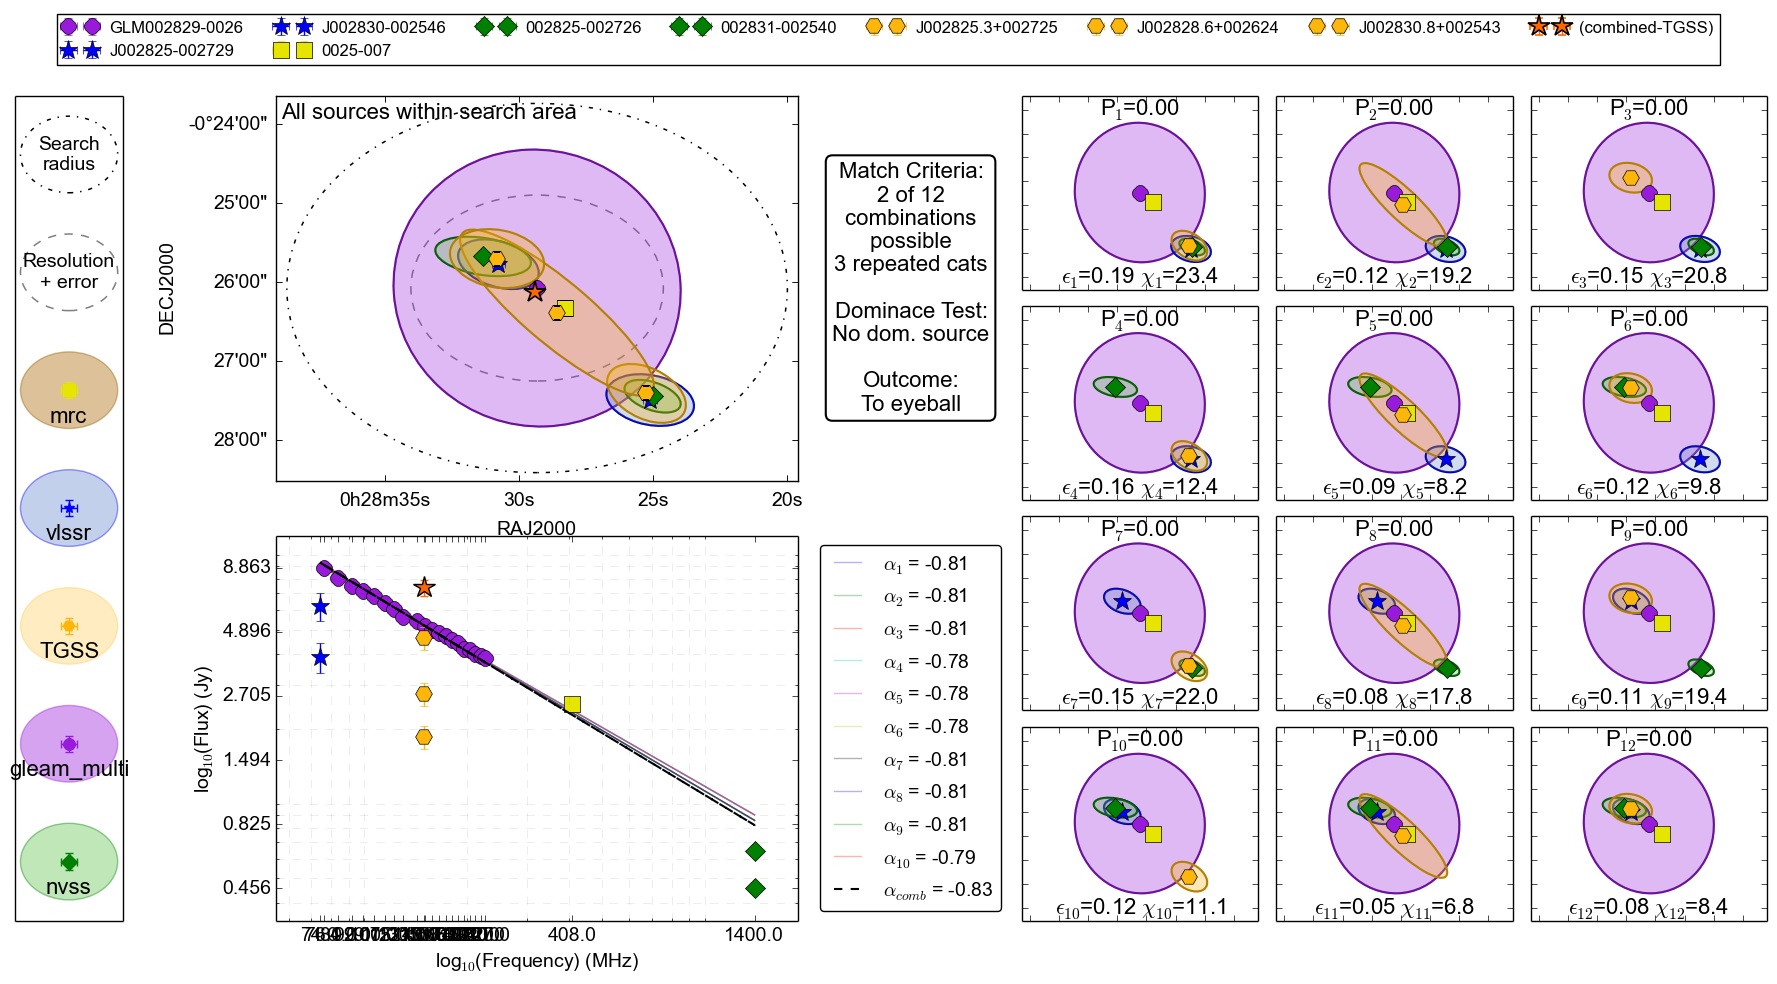 GLM002829-0026
J002830-002546
002825-002726
002831-002540
J002825.3+002725
J002828.6+002624
J002830.8+002543
(combined-TGSS)
J002825-002729
0025-007
Search
radius
Resolution
+ error
mrc
vlssr
TGSS
gleam_multi
nvss
All sources within search area
-0°24'00"
25'00"
26'00"
27'00"
28'00"
DECJ2000
0h28m35s
30s
25s
20s
RAJ2000
Match Criteria:
2 of 12
combinations
possible
3 repeated cats
Dominace Test:
No dom. source
Outcome:
To eyeball
8.863
4.896
2.705
1.494
0.825
0.456
log10(Flux) (Jy)
408.0
1400.0
log10(Frequency) (MHz)
α1 = -0.81
α2 = -0.81
α3 = -0.81
α4 = -0.78
α5 = -0.78
α6 = -0.78
α7 = -0.81
α8 = -0.81
α9 = -0.81
α10 = -0.79
αcomb = -0.83
P1=0.00
ϵ1=0.19 χ1=23.4
P2=0.00
ϵ2=0.12 χ2=19.2
P3=0.00
ϵ3=0.15 χ3=20.8
P4=0.00
ϵ4=0.16 χ4=12.4
P5=0.00
ϵ5=0.09 χ5=8.2
P6=0.00
ϵ6=0.12 χ6=9.8
P7=0.00
ϵ7=0.15 χ7=22.0
P8=0.00
ϵ8=0.08 χ8=17.8
P9=0.00
ϵ9=0.11 χ9=19.4
P10=0.00
ϵ10=0.12 χ10=11.1
P11=0.00
ϵ11=0.05 χ11=6.8
P12=0.00
ϵ12=0.08 χ12=8.4